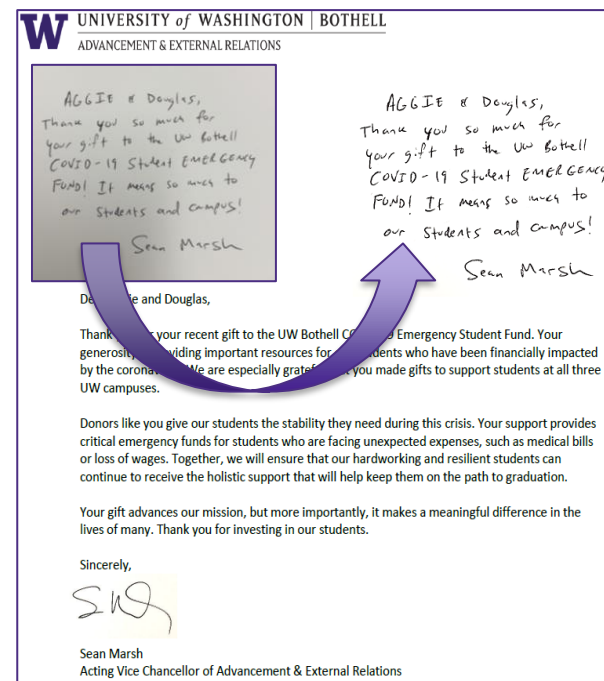 W UNIVERSITY of WASHINGTON | BOTHELL
ADVANCEMENT & EXTERNAL RELATIONS
AGGIE & Douglas,
Thank you so much for
your gift to the UW Bothell
COVID-19 Student EMERGENCY
FUND! It means so much to
our Students and campus!
Sean Marsh
AGGIE & Douglas,
Thank you so much for
your gift to the UW Bothell
COVID-19 Student EMERGENCY
FUND! It means so much to
our Students and campus!
Sean Marsh
and Douglas,
your recent gift to the UW Bothell Emergency Student Fund. Your
important resources for who have been financially impacted
by the We are especially you made gifts to support students at all three
UW campuses.
Donors like you give our students the stability they need during this crisis. Your support provides
critical emergency funds for students who are facing unexpected expenses, such as medical bills
or loss of wages. Together, we will ensure that our hardworking and resilient students can
continue to receive the holistic support that will help keep them on the path to graduation.
Your gift advances our mission, but more importantly, it makes a meaningful difference in the
lives of many. Thank you for investing in our students.
Sincerely,
Sean Marsh
Acting Vice Chancellor of Advancement & External Relations